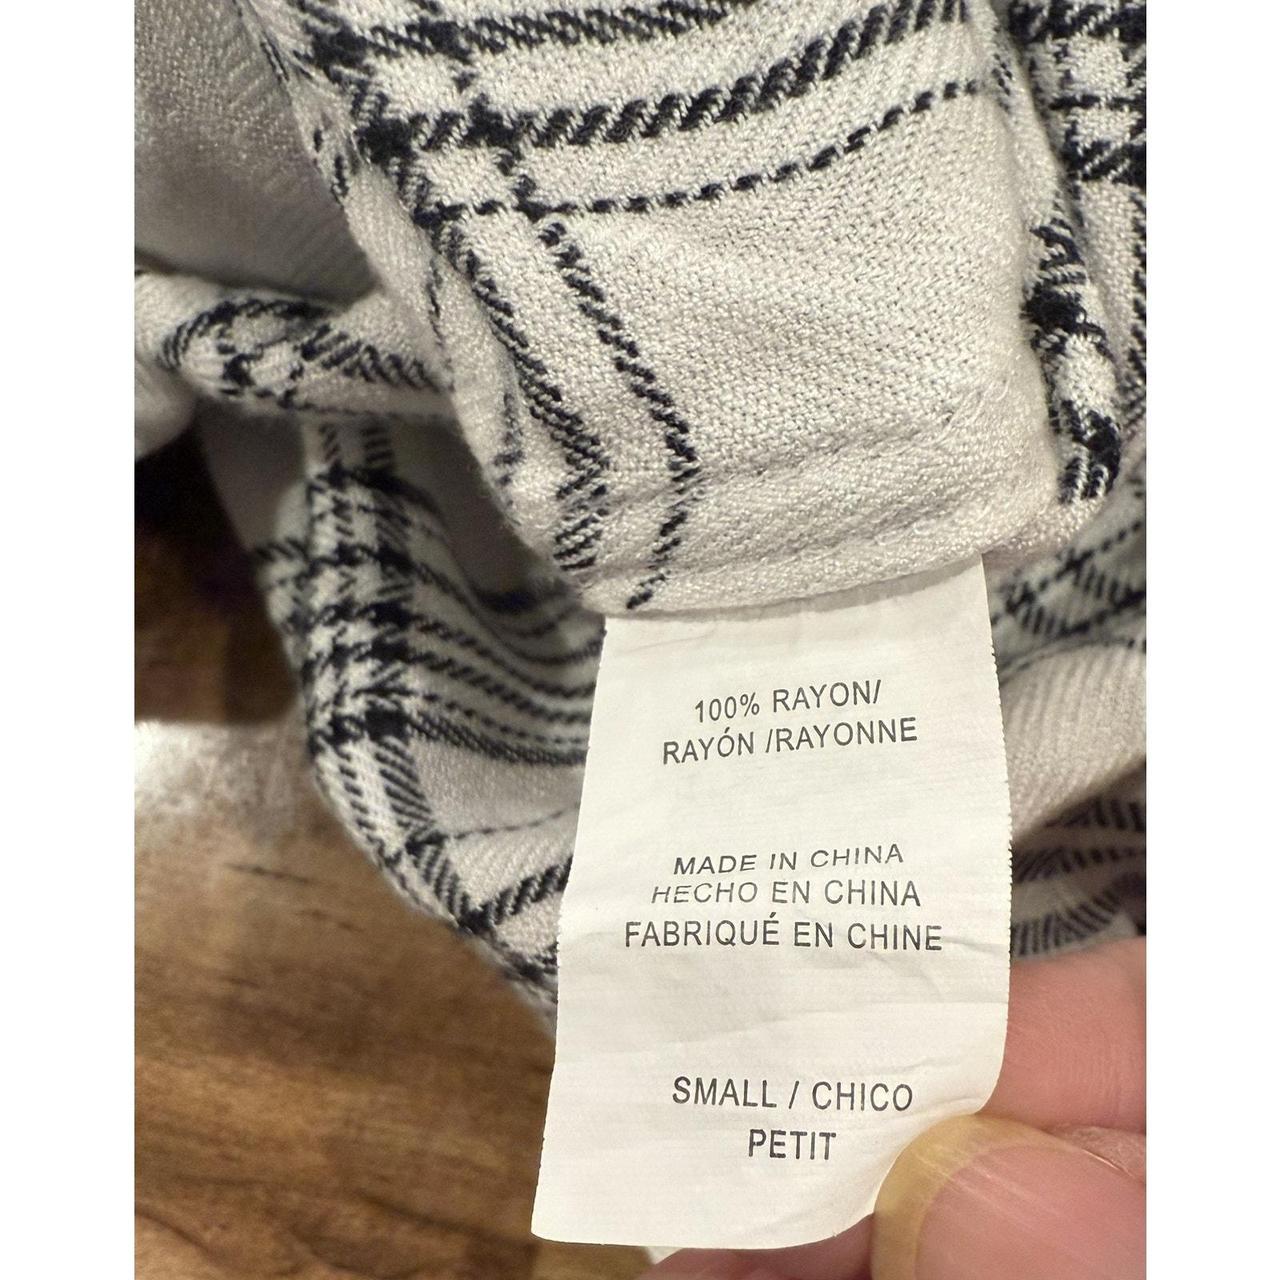 100% RAYON/
RAYÓN /RAYONNE
MADE IN CHINA
HECHO EN CHINA
FABRIQUÉ EN CHINE
SMALL / CHICO
PETIT